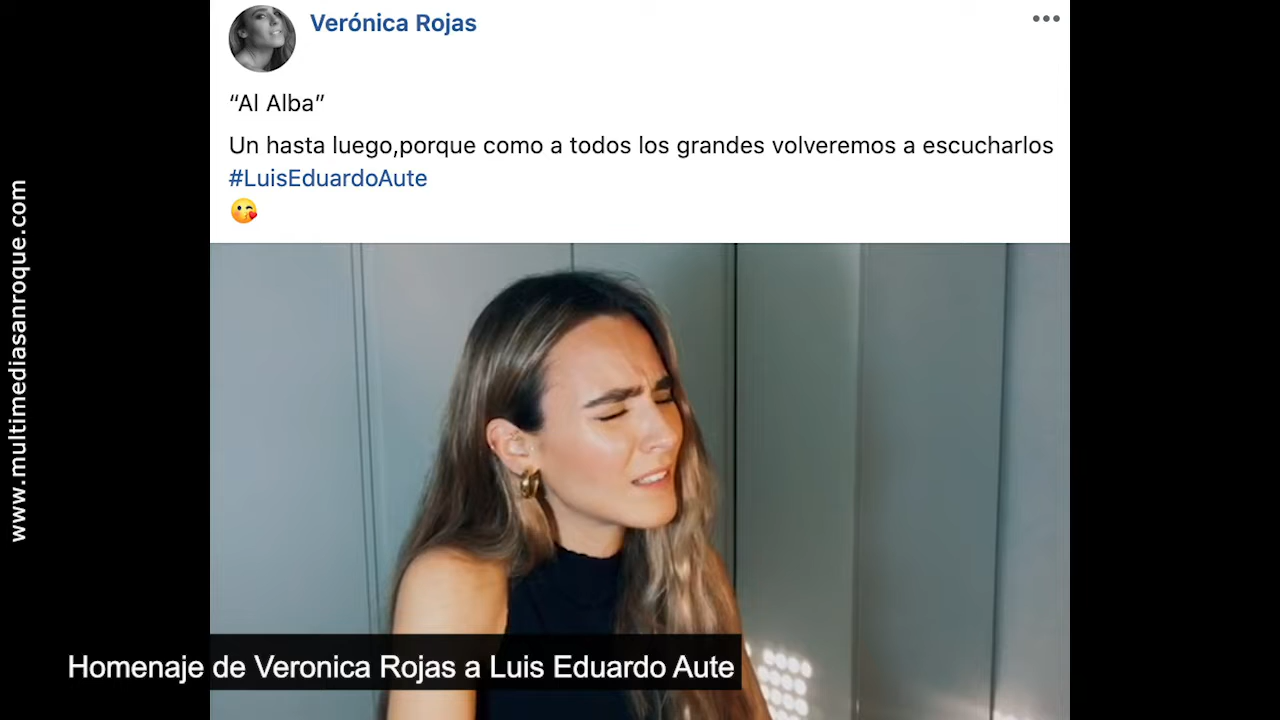 Verónica Rojas
“Al Alba”
Un hasta luego,porque como a todos los grandes volveremos a escucharlos
#LuisEduardoAute
www.multimediasanroque.com
Homenaje de Veronica Rojas a Luis Eduardo Aute